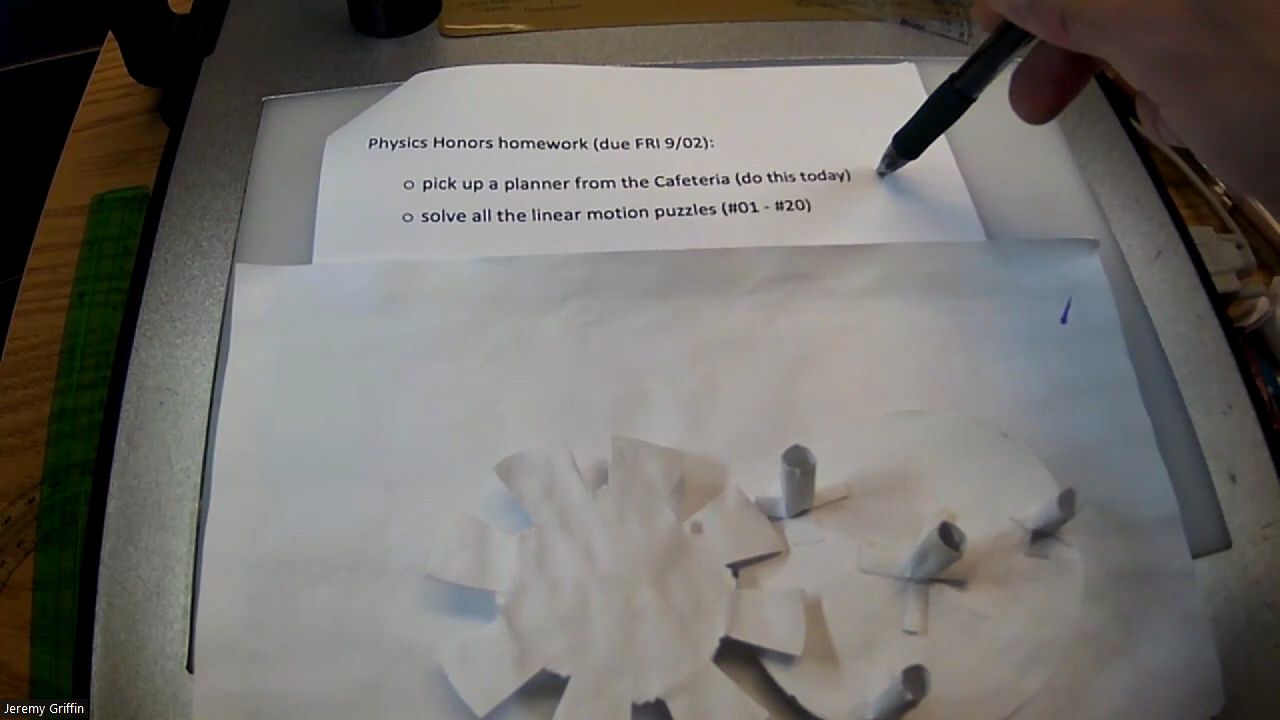 Physics Honors homework (due FRI 9/02):
o pick up a planner from the Cafeteria (do this today)
o solve all the linear motion puzzles (#01 - #20)
Jeremy Griffin